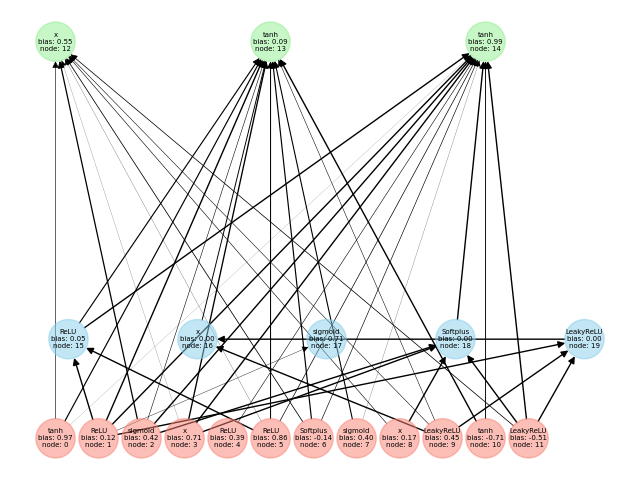 x
bias: 0.55
node: 12
tanh
bias: 0.09
node: 13
tanh
bias: 0.99
node: 14
ReLU
bias: 0.05
node: 15
x
bias: 0.00
node: 16
sigmoid
bias: 0.71
node: 17
Softplus
bias: 0.00
node: 18
LeakyReLU
bias: 0.00
node: 19
tanh
bias: 0.97
node: 0
ReLU
bias: 0.12
node: 1
sigmoid
bias: 0.42
node: 2
x
bias: 0.71
node: 3
ReLU
bias: 0.39
node: 4
ReLU
bias: 0.86
node: 5
Softplus
bias: -0.14
node: 6
sigmoid
bias: 0.40
node: 7
x
bias: 0.17
node: 8
LeakyReLU
bias: 0.45
node: 9
tanh
bias: -0.71
node: 10
LeakyReLU
bias: -0.51
node: 11